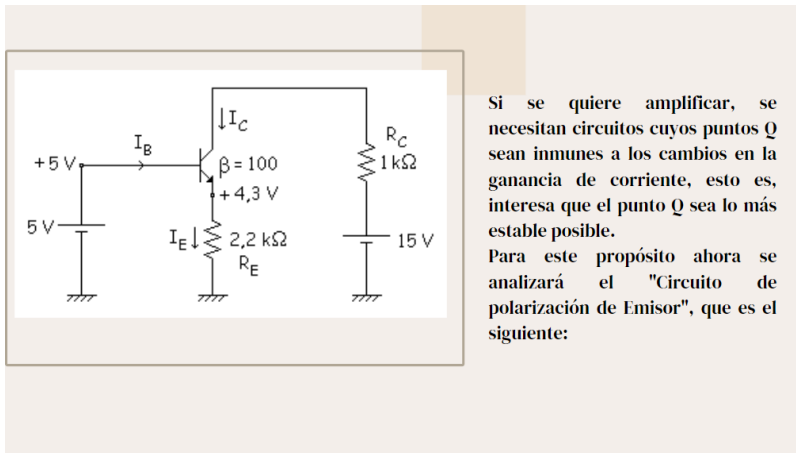 I_C
I_B
R_C
+5 V
β= 100
1 kΩ
+ 4,3 V
5 V
I_E
2,2 kΩ
15 V
R_E
Si se quiere amplificar, se
necesitan circuitos cuyos puntos Q
sean inmunes a los cambios en la
ganancia de corriente, esto es,
interesa que el punto Q sea lo más
estable posible.
Para este propósito ahora se
analizará el "Circuito de
polarización de Emisor", que es el
siguiente: